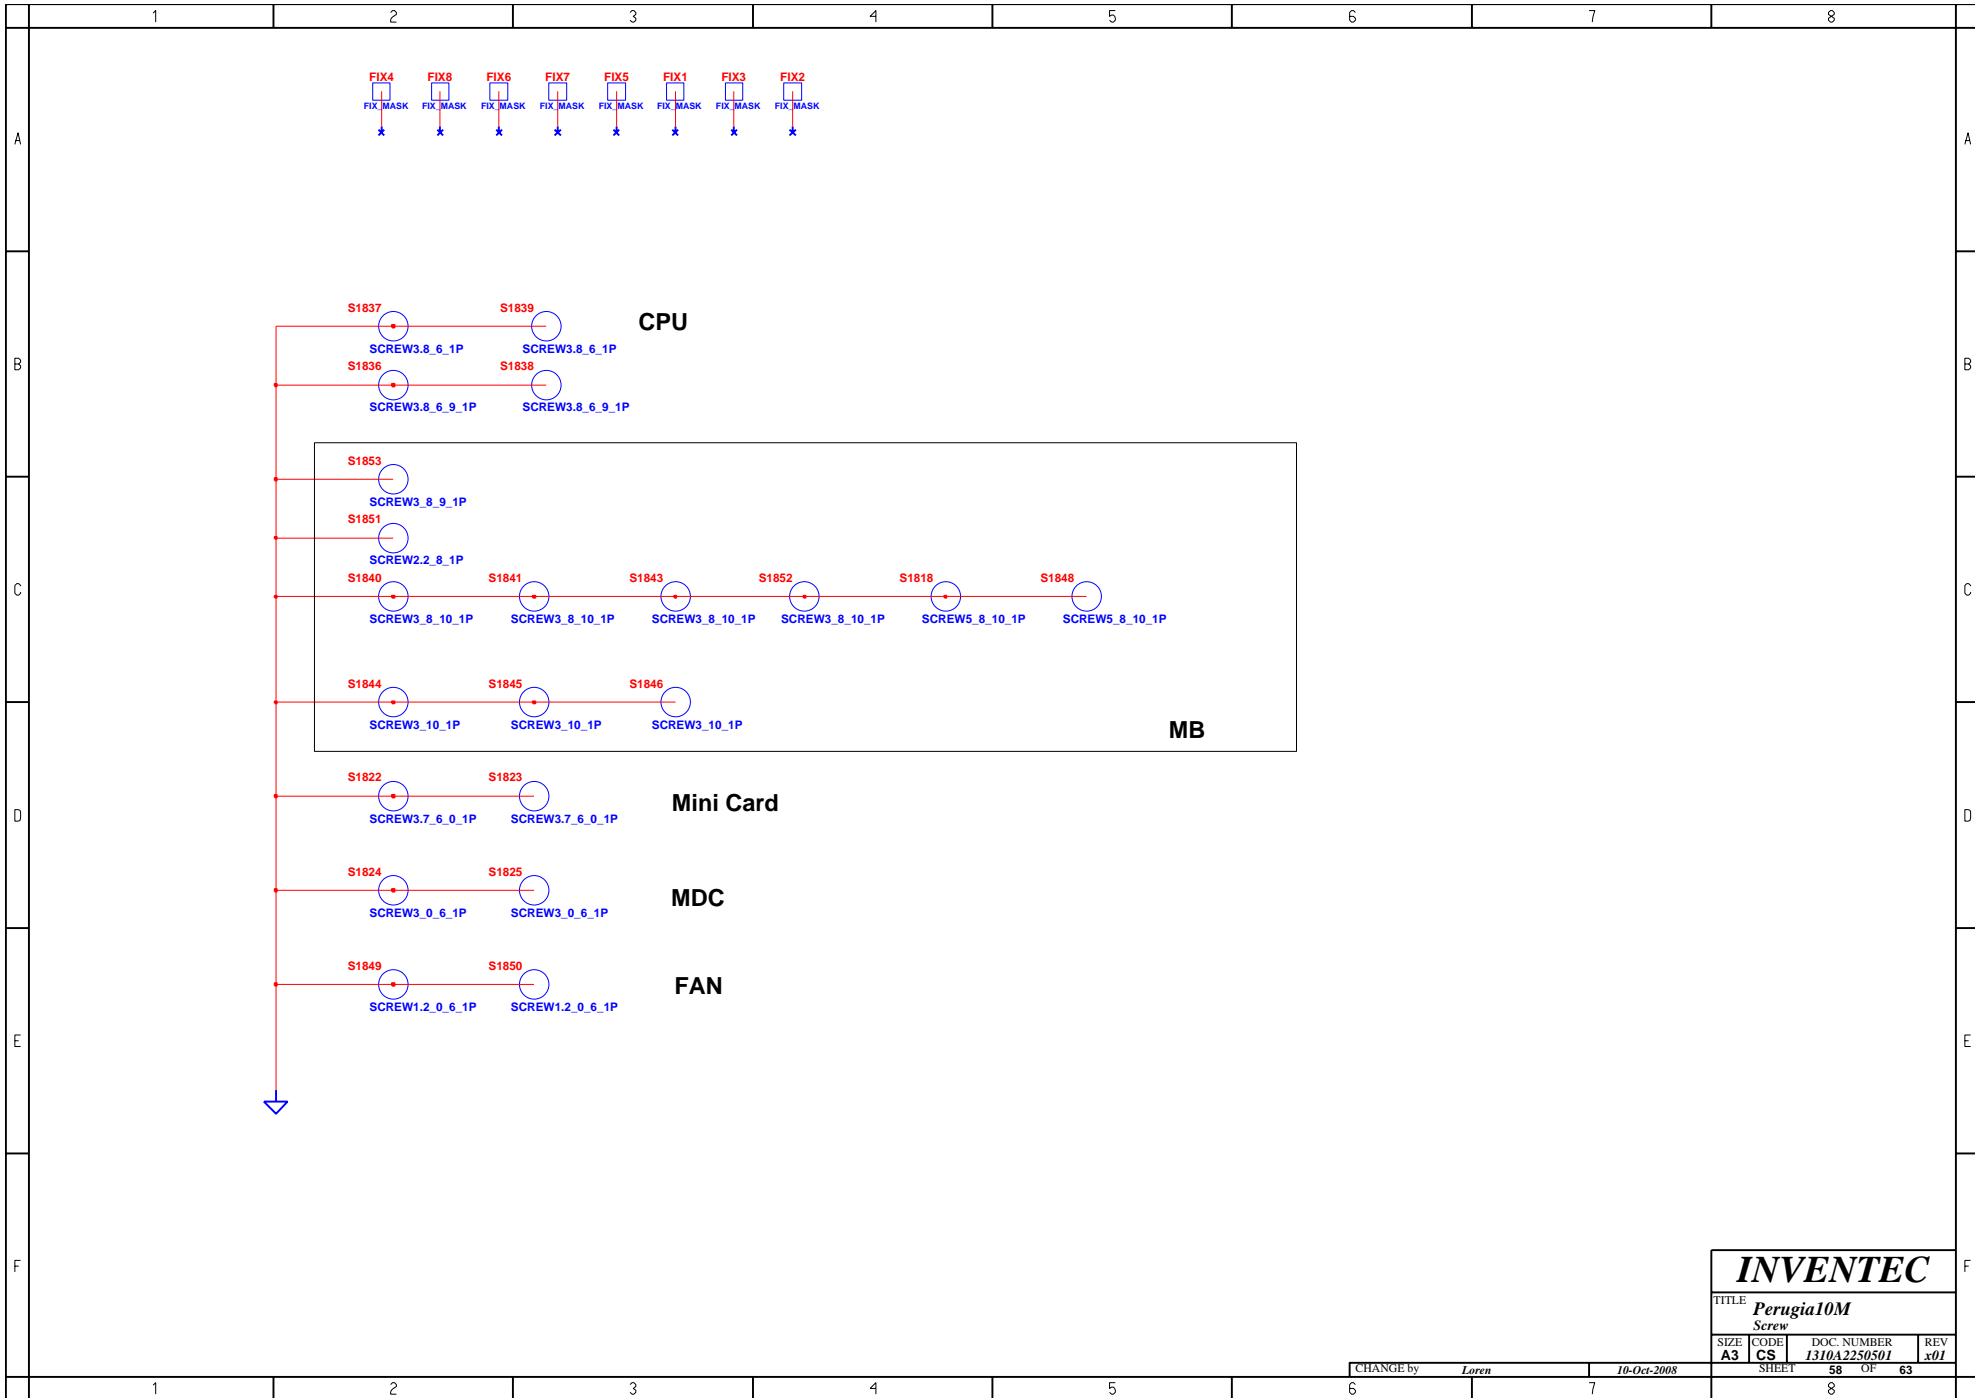 1 2 3 4 5 6 7 8
FIX4 FIX8 FIX6 FIX7 FIX5 FIX1 FIX3 FIX2
FIX_MASK FIX_MASK FIX_MASK FIX_MASK FIX_MASK FIX_MASK FIX_MASK FIX_MASK
A A
S1837 S1839 CPU
SCREW3.8_6_1P SCREW3.8_6_1P
B B
S1836 S1838
SCREW3.8_6_9_1P SCREW3.8_6_9_1P
S1853
SCREW3_8_9_1P
S1851
SCREW2.2_8_1P
C C
S1840 S1841 S1843 S1852 S1818 S1848
SCREW3_8_10_1P SCREW3_8_10_1P SCREW3_8_10_1P SCREW3_8_10_1P SCREW5_8_10_1P SCREW5_8_10_1P
S1844 S1845 S1846
SCREW3_10_1P SCREW3_10_1P SCREW3_10_1P
MB
S1822 S1823
Mini Card
D D
SCREW3.7_6_0_1P SCREW3.7_6_0_1P
S1824 S1825
MDC
SCREW3_0_6_1P SCREW3_0_6_1P
S1849 S1850
FAN
SCREW1.2_0_6_1P SCREW1.2_0_6_1P
E E
F F
INVENTEC
TITLE Perugia10M
Screw
SIZE CODE DOC. NUMBER REV
A3 CS 1310A2250501 x01
CHANGE by Loren 10-Oct-2008 SHEET 58 OF 63
1 2 3 4 5 6 7 8